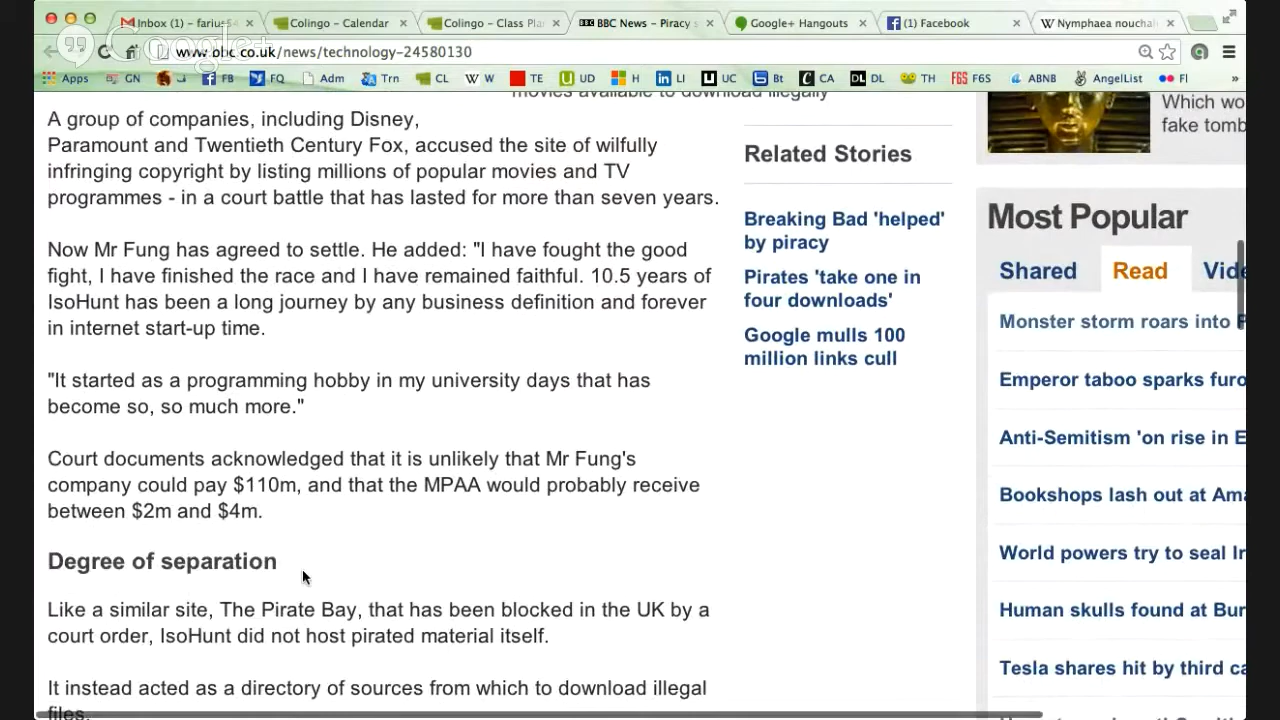 Inbox (1) – farius
Colingo – Calendar
Colingo – Class Pla
BBC News – Piracy
Google+ Hangouts
(1) Facebook
Nymphaea nouchal
Google+
www.bbc.co.uk/news/technology-24580130
Apps GN FB FQ Adm Trn CL W TE UD H LI UC Bt CA DL TH F6S ABNB AngelList Fl »
movies available to download illegally
A group of companies, including Disney,
Paramount and Twentieth Century Fox, accused the site of wilfully
infringing copyright by listing millions of popular movies and TV
programmes - in a court battle that has lasted for more than seven years.
Now Mr Fung has agreed to settle. He added: "I have fought the good
fight, I have finished the race and I have remained faithful. 10.5 years of
IsoHunt has been a long journey by any business definition and forever
in internet start-up time.
"It started as a programming hobby in my university days that has
become so, so much more."
Court documents acknowledged that it is unlikely that Mr Fung's
company could pay $110m, and that the MPAA would probably receive
between $2m and $4m.
Degree of separation
Like a similar site, The Pirate Bay, that has been blocked in the UK by a
court order, IsoHunt did not host pirated material itself.
It instead acted as a directory of sources from which to download illegal
files.
Related Stories
Breaking Bad 'helped'
by piracy
Pirates 'take one in
four downloads'
Google mulls 100
million links cull
Which wo
fake tomb
Most Popular
Shared Read Vide
Monster storm roars into
Emperor taboo sparks furo
Anti-Semitism 'on rise in E
Bookshops lash out at Ama
World powers try to seal Ir
Human skulls found at Bur
Tesla shares hit by third ca